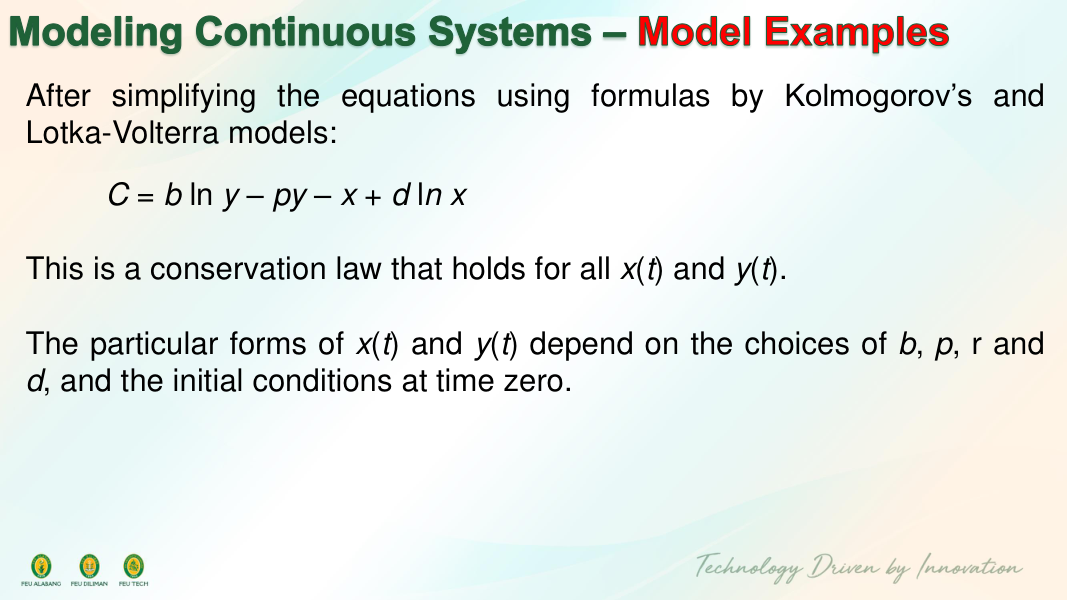 Modeling Continuous Systems – Model Examples
After simplifying the equations using formulas by Kolmogorov’s and
Lotka-Volterra models:
C = b ln y – py – x + d ln x
This is a conservation law that holds for all x(t) and y(t).
The particular forms of x(t) and y(t) depend on the choices of b, p, r and
d, and the initial conditions at time zero.
FEU ALABANG FEU DILIMAN FEU TECH
Technology Driven by Innovation